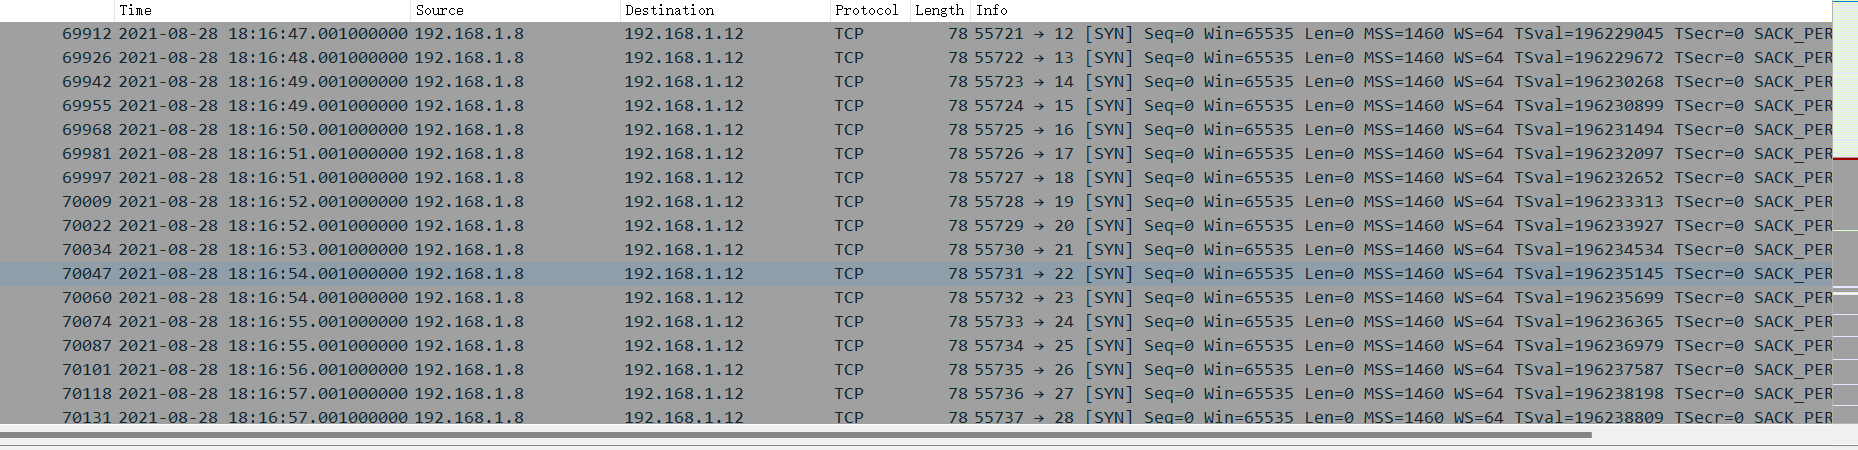 Time Source Destination Protocol Length Info
69912 2021-08-28 18:16:47.001000000 192.168.1.8 192.168.1.12 TCP 78 55721 → 12 [SYN] Seq=0 Win=65535 Len=0 MSS=1460 WS=64 TSval=196229045 TSecr=0 SACK_PER
69926 2021-08-28 18:16:48.001000000 192.168.1.8 192.168.1.12 TCP 78 55722 → 13 [SYN] Seq=0 Win=65535 Len=0 MSS=1460 WS=64 TSval=196229672 TSecr=0 SACK_PER
69942 2021-08-28 18:16:49.001000000 192.168.1.8 192.168.1.12 TCP 78 55723 → 14 [SYN] Seq=0 Win=65535 Len=0 MSS=1460 WS=64 TSval=196230268 TSecr=0 SACK_PER
69955 2021-08-28 18:16:49.001000000 192.168.1.8 192.168.1.12 TCP 78 55724 → 15 [SYN] Seq=0 Win=65535 Len=0 MSS=1460 WS=64 TSval=196230899 TSecr=0 SACK_PER
69968 2021-08-28 18:16:50.001000000 192.168.1.8 192.168.1.12 TCP 78 55725 → 16 [SYN] Seq=0 Win=65535 Len=0 MSS=1460 WS=64 TSval=196231494 TSecr=0 SACK_PER
69981 2021-08-28 18:16:51.001000000 192.168.1.8 192.168.1.12 TCP 78 55726 → 17 [SYN] Seq=0 Win=65535 Len=0 MSS=1460 WS=64 TSval=196232097 TSecr=0 SACK_PER
69997 2021-08-28 18:16:51.001000000 192.168.1.8 192.168.1.12 TCP 78 55727 → 18 [SYN] Seq=0 Win=65535 Len=0 MSS=1460 WS=64 TSval=196232652 TSecr=0 SACK_PER
70009 2021-08-28 18:16:52.001000000 192.168.1.8 192.168.1.12 TCP 78 55728 → 19 [SYN] Seq=0 Win=65535 Len=0 MSS=1460 WS=64 TSval=196233313 TSecr=0 SACK_PER
70022 2021-08-28 18:16:52.001000000 192.168.1.8 192.168.1.12 TCP 78 55729 → 20 [SYN] Seq=0 Win=65535 Len=0 MSS=1460 WS=64 TSval=196233927 TSecr=0 SACK_PER
70034 2021-08-28 18:16:53.001000000 192.168.1.8 192.168.1.12 TCP 78 55730 → 21 [SYN] Seq=0 Win=65535 Len=0 MSS=1460 WS=64 TSval=196234534 TSecr=0 SACK_PER
70047 2021-08-28 18:16:54.001000000 192.168.1.8 192.168.1.12 TCP 78 55731 → 22 [SYN] Seq=0 Win=65535 Len=0 MSS=1460 WS=64 TSval=196235145 TSecr=0 SACK_PER
70060 2021-08-28 18:16:54.001000000 192.168.1.8 192.168.1.12 TCP 78 55732 → 23 [SYN] Seq=0 Win=65535 Len=0 MSS=1460 WS=64 TSval=196235699 TSecr=0 SACK_PER
70074 2021-08-28 18:16:55.001000000 192.168.1.8 192.168.1.12 TCP 78 55733 → 24 [SYN] Seq=0 Win=65535 Len=0 MSS=1460 WS=64 TSval=196236365 TSecr=0 SACK_PER
70087 2021-08-28 18:16:55.001000000 192.168.1.8 192.168.1.12 TCP 78 55734 → 25 [SYN] Seq=0 Win=65535 Len=0 MSS=1460 WS=64 TSval=196236979 TSecr=0 SACK_PER
70101 2021-08-28 18:16:56.001000000 192.168.1.8 192.168.1.12 TCP 78 55735 → 26 [SYN] Seq=0 Win=65535 Len=0 MSS=1460 WS=64 TSval=196237587 TSecr=0 SACK_PER
70118 2021-08-28 18:16:57.001000000 192.168.1.8 192.168.1.12 TCP 78 55736 → 27 [SYN] Seq=0 Win=65535 Len=0 MSS=1460 WS=64 TSval=196238198 TSecr=0 SACK_PER
70131 2021-08-28 18:16:57.001000000 192.168.1.8 192.168.1.12 TCP 78 55737 → 28 [SYN] Seq=0 Win=65535 Len=0 MSS=1460 WS=64 TSval=196238809 TSecr=0 SACK_PER